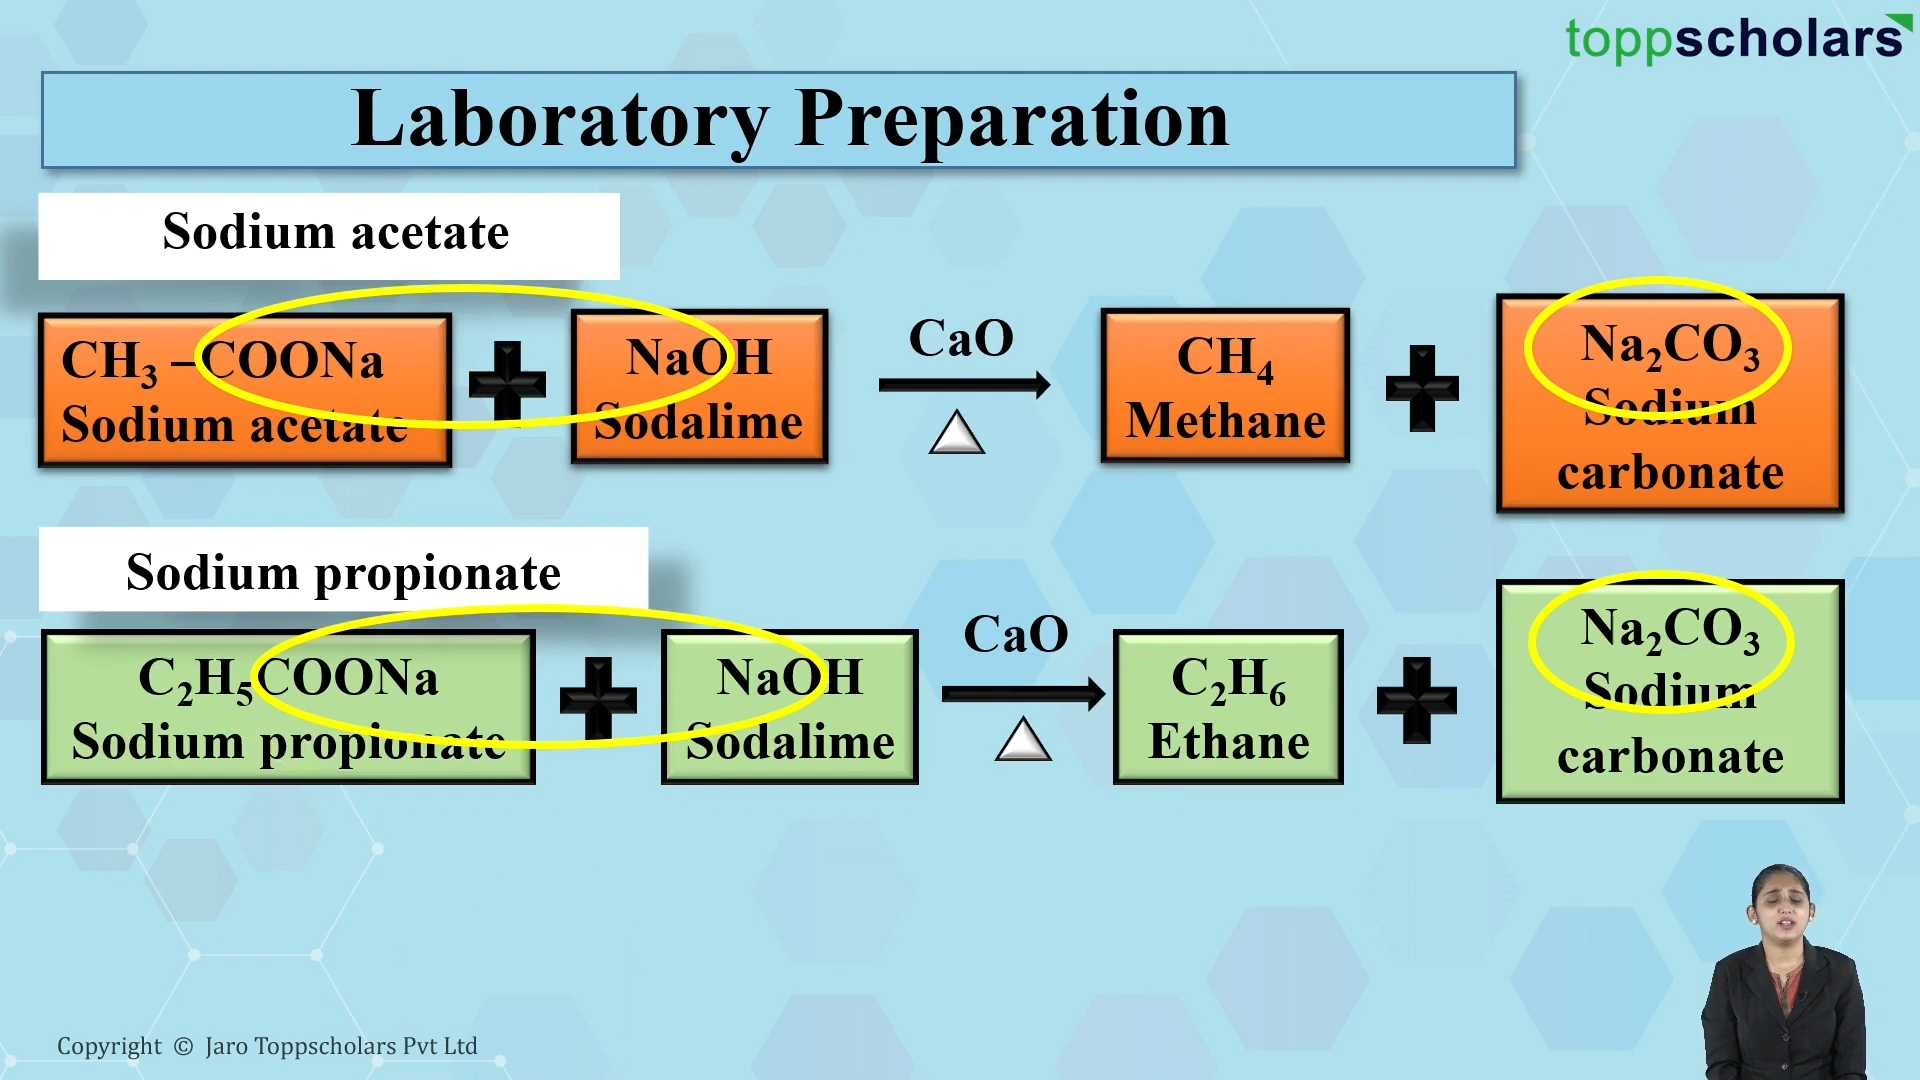 toppscholars
Laboratory Preparation
Sodium acetate
CH₃ –COONa
Sodium acetate
NaOH
Sodalime
CaO
CH₄
Methane
Na₂CO₃
Sodium
carbonate
Sodium propionate
C₂H₅COONa
Sodium propionate
NaOH
Sodalime
CaO
C₂H₆
Ethane
Na₂CO₃
Sodium
carbonate
Copyright © Jaro Toppscholars Pvt Ltd